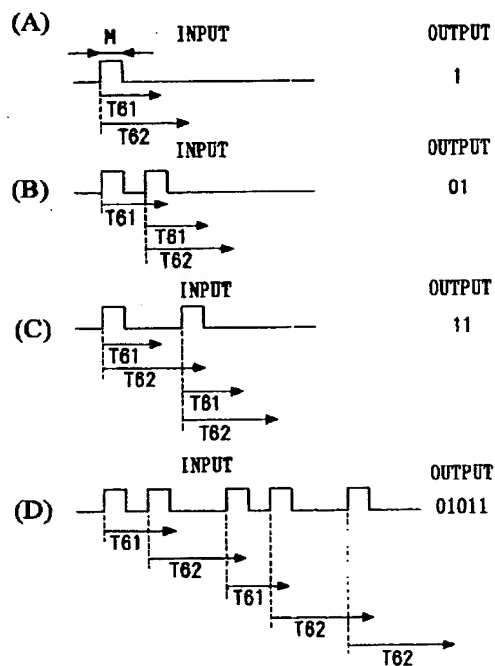 (A) M INPUT OUTPUT
1
T61
T62
INPUT OUTPUT
(B) 01
T61
T61
T62
INPUT OUTPUT
(C) 11
T61
T62
T61
T62
INPUT OUTPUT
(D) 01011
T61
T62
T61
T62
T62